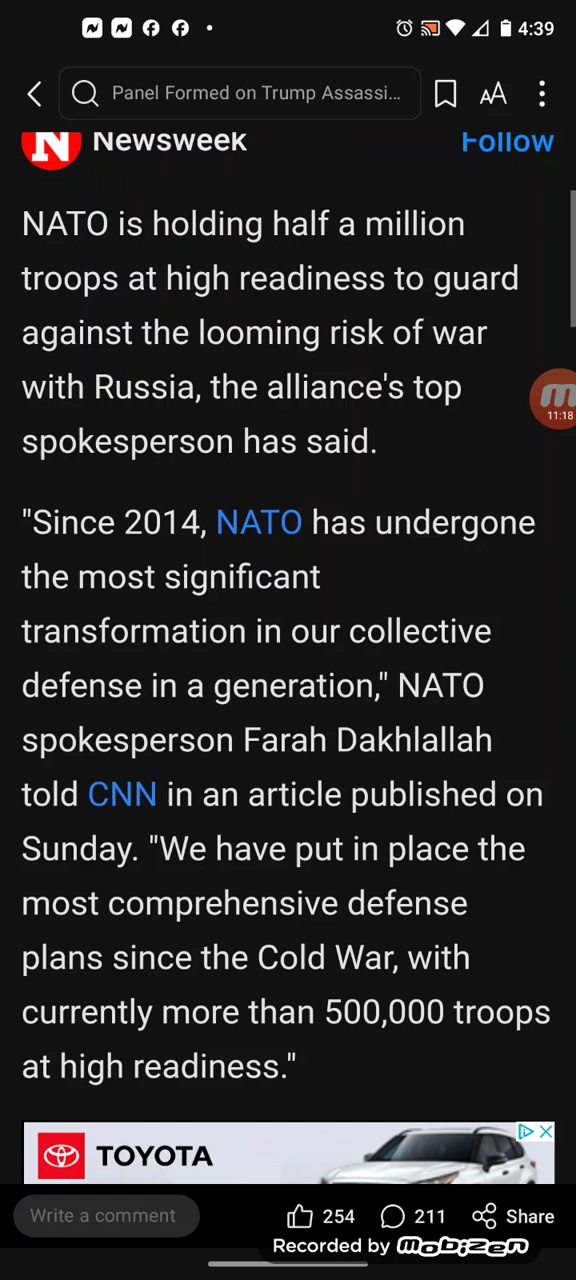 4:39
Panel Formed on Trump Assassi...
AA
N Newsweek
Follow
NATO is holding half a million
troops at high readiness to guard
against the looming risk of war
with Russia, the alliance's top
spokesperson has said.
m
11:18
"Since 2014, NATO has undergone
the most significant
transformation in our collective
defense in a generation," NATO
spokesperson Farah Dakhlallah
told CNN in an article published on
Sunday. "We have put in place the
most comprehensive defense
plans since the Cold War, with
currently more than 500,000 troops
at high readiness."
TOYOTA
Write a comment
254
211
Share
Recorded by mobizen